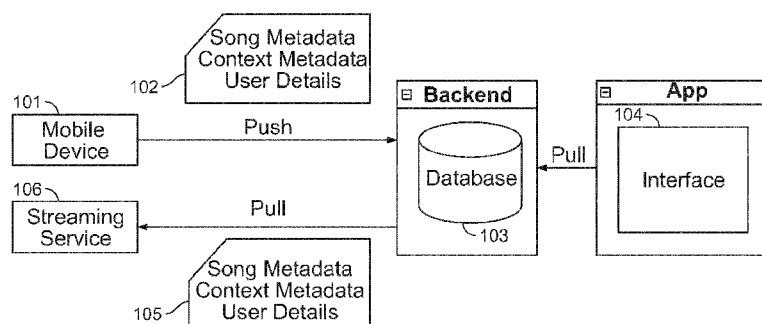 Song Metadata
Context Metadata
User Details
102
101
Mobile
Device
Push
Backend
App
104
Database
103
Pull
Interface
106
Streaming
Service
Pull
Song Metadata
Context Metadata
User Details
105